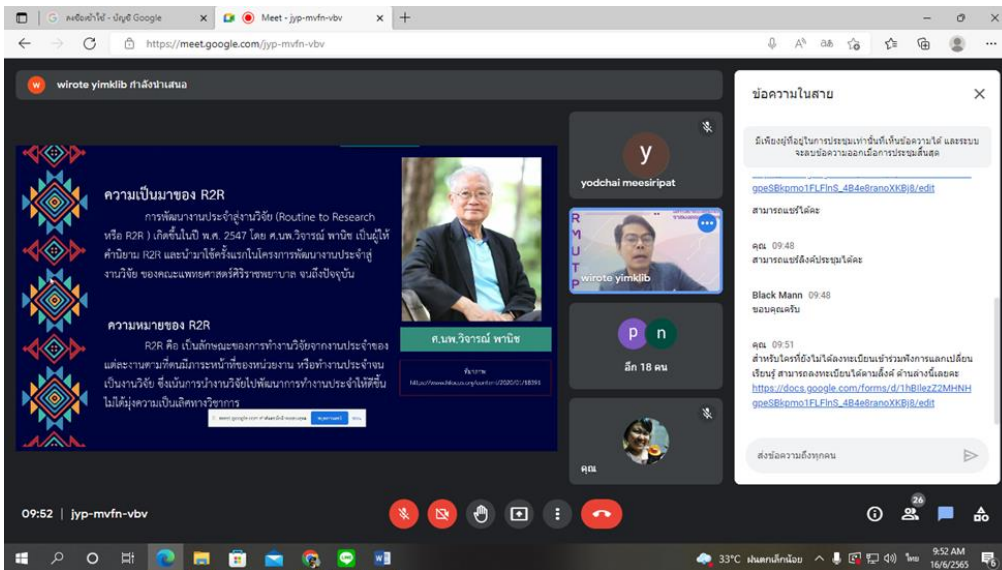 ลงชื่อเข้าใช้ - บัญชี Google
Meet - jyp-mvfn-vbv
https://meet.google.com/jyp-mvfn-vbv
w
wirote yimklib กำลังนำเสนอ
ความเป็นมาของ R2R
การพัฒนางานประจำสู่งานวิจัย (Routine to Research
หรือ R2R ) เกิดขึ้นในปี พ.ศ. 2547 โดย ศ.นพ.วิจารณ์ พานิช เป็นผู้ให้
คำนิยาม R2R และนำมาใช้ครั้งแรกในโครงการพัฒนางานประจำสู่
งานวิจัย ของคณะแพทยศาสตร์ศิริราชพยาบาล จนถึงปัจจุบัน
ความหมายของ R2R
R2R คือ เป็นลักษณะของการทำงานวิจัยจากงานประจำของ
แต่ละงานตามที่ตนมีภาระหน้าที่ของหน่วยงาน หรือทำงานประจำจน
เป็นงานวิจัย ซึ่งเน้นการนำงานวิจัยไปพัฒนาการทำงานประจำให้ดีขึ้น
ไม่ได้มุ่งความเป็นเลิศทางวิชาการ
ศ.นพ.วิจารณ์ พานิช
ที่มาภาพ
y
yodchai meesiripat
RMUTP
wirote yimklib
p n
อีก 18 คน
คุณ
ข้อความในสาย
มีเพียงผู้ที่อยู่ในการประชุมเท่านั้นที่เห็นข้อความได้ และระบบ
จะลบข้อความออกเมื่อการประชุมสิ้นสุด
gpeSBkpmo1FLFlnS_4B4e8ranoXKBj8/edit
สามารถแชร์ได้คะ
คุณ 09:48
สามารถแชร์ลิงค์ประชุมได้คะ
Black Mann 09:48
ขอบคุณครับ
คุณ 09:51
สำหรับใครที่ยังไม่ได้ลงทะเบียนเข้าร่วมฟังการแลกเปลี่ยน
เรียนรู้ สามารถลงทะเบียนได้ตามลิ้งค์ ด้านล่างนี้เลยคะ
https://docs.google.com/forms/d/1hBIlezZ2MHNH
gpeSBkpmo1FLFlnS_4B4e8ranoXKBj8/edit
ส่งข้อความถึงทุกคน
09:52 | jyp-mvfn-vbv
26
33°C ฝนตกเล็กน้อย
ไทย
9:52 AM
16/6/2565
6